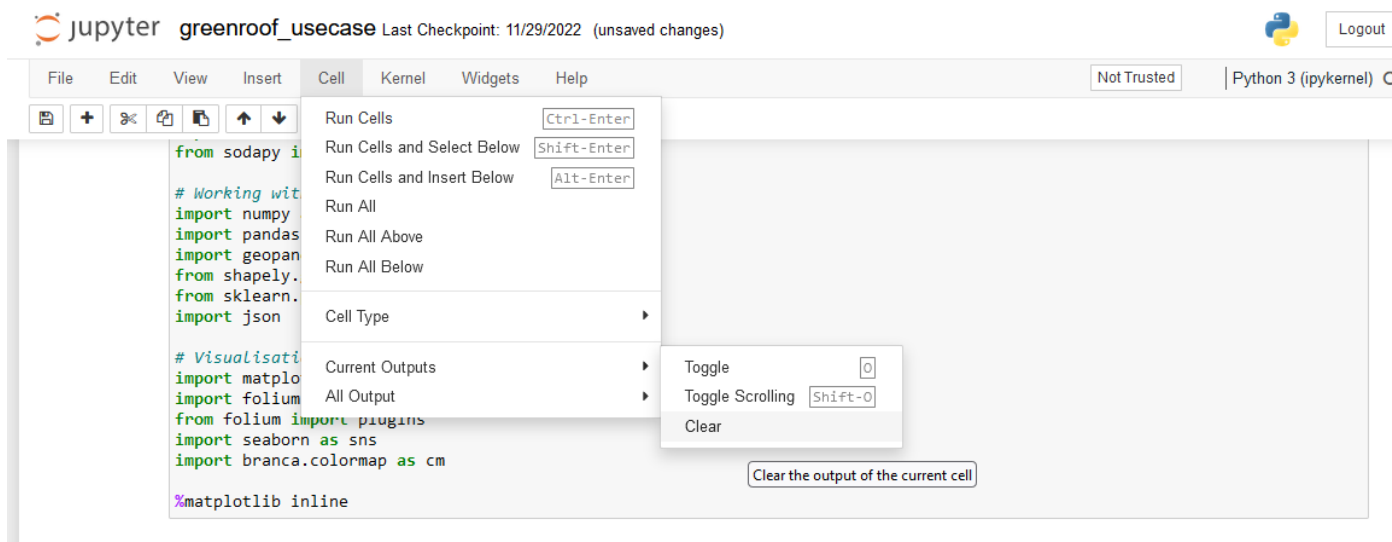 jupyter greenroof_usecase Last Checkpoint: 11/29/2022 (unsaved changes) Logout
File Edit View Insert Cell Kernel Widgets Help Not Trusted Python 3 (ipykernel)
Run Cells Ctrl-Enter
Run Cells and Select Below Shift-Enter
Run Cells and Insert Below Alt-Enter
Run All
Run All Above
Run All Below
Cell Type
Current Outputs
All Output
Toggle O
Toggle Scrolling Shift-O
Clear
Clear the output of the current cell
from sodapy
# Working
import numpy
import pandas
from shapely.
from sklearn.
import json
#
import
import folium
from folium import plugins
import seaborn as sns
import branca.colormap as cm
%matplotlib inline